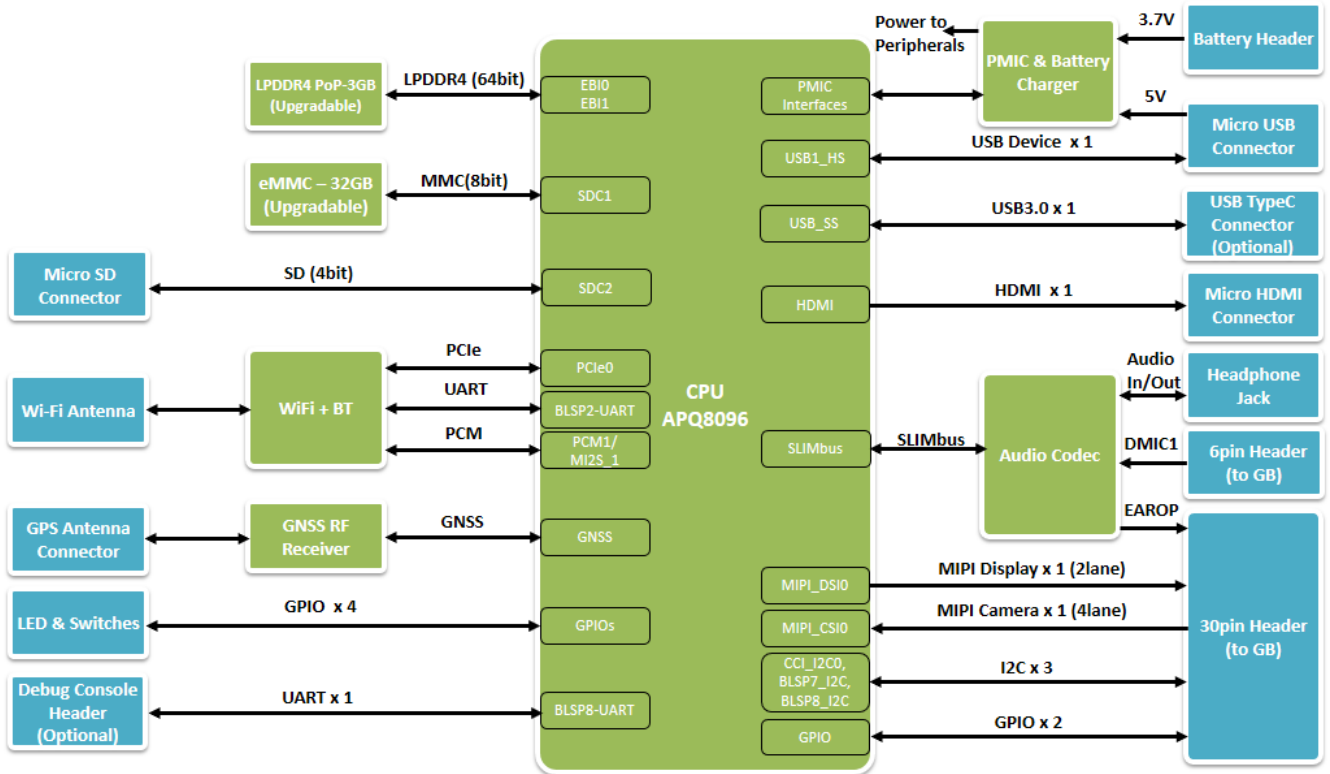 Power to
Peripherals
3.7V
Battery Header
PMIC & Battery
Charger
LPDDR4 PoP-3GB
(Upgradable)
LPDDR4 (64bit)
EBI0
EBI1
PMIC
Interfaces
5V
Micro USB
Connector
USB1_HS
USB Device x 1
eMMC – 32GB
(Upgradable)
MMC(8bit)
SDC1
USB_SS
USB3.0 x 1
USB TypeC
Connector
(Optional)
Micro SD
Connector
SD (4bit)
SDC2
HDMI
HDMI x 1
Micro HDMI
Connector
Wi-Fi Antenna
WiFi + BT
PCIe
PCIe0
UART
BLSP2-UART
PCM
PCM1/
MI2S_1
CPU
APQ8096
SLIMbus
SLIMbus
Audio Codec
Audio
In/Out
Headphone
Jack
DMIC1
6pin Header
(to GB)
EAROP
GPS Antenna
Connector
GNSS RF
Receiver
GNSS
GNSS
MIPI_DSI0
MIPI Display x 1 (2lane)
LED & Switches
GPIO x 4
GPIOs
MIPI_CSI0
MIPI Camera x 1 (4lane)
30pin Header
(to GB)
CCI_I2C0,
BLSP7_I2C,
BLSP8_I2C
I2C x 3
Debug Console
Header
(Optional)
UART x 1
BLSP8-UART
GPIO
GPIO x 2